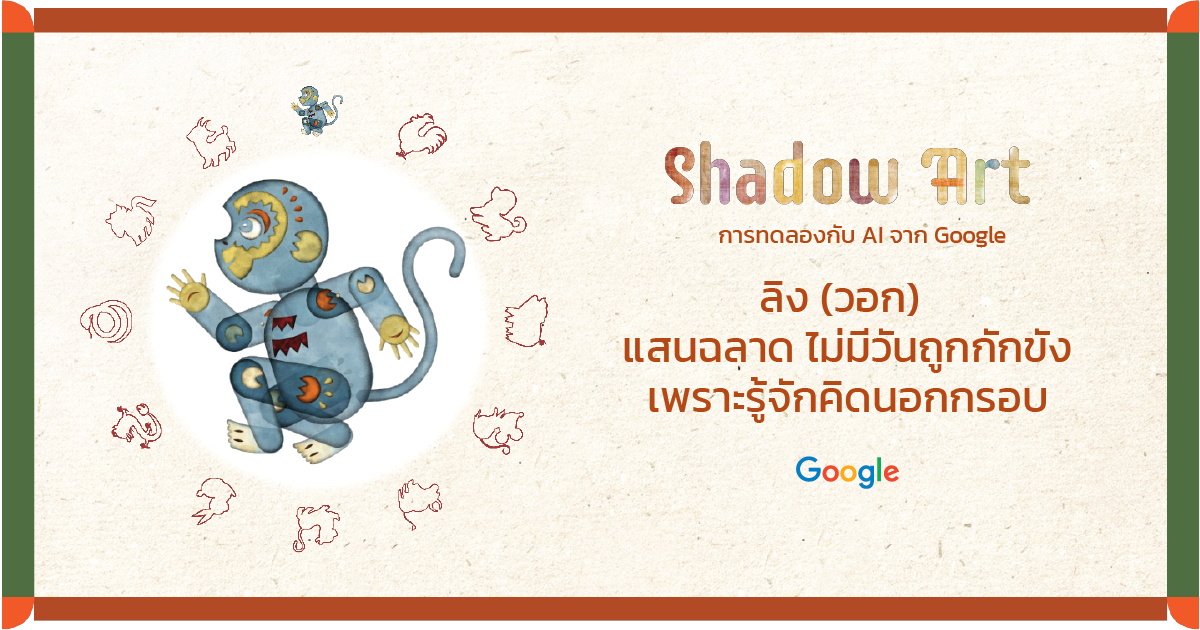 Shadow Art
การทดลองกับ AI จาก Google
ลิง (วอก)
แสนฉลาด ไม่มีวันถูกกักขัง
เพราะรู้จักคิดนอกกรอบ
Google